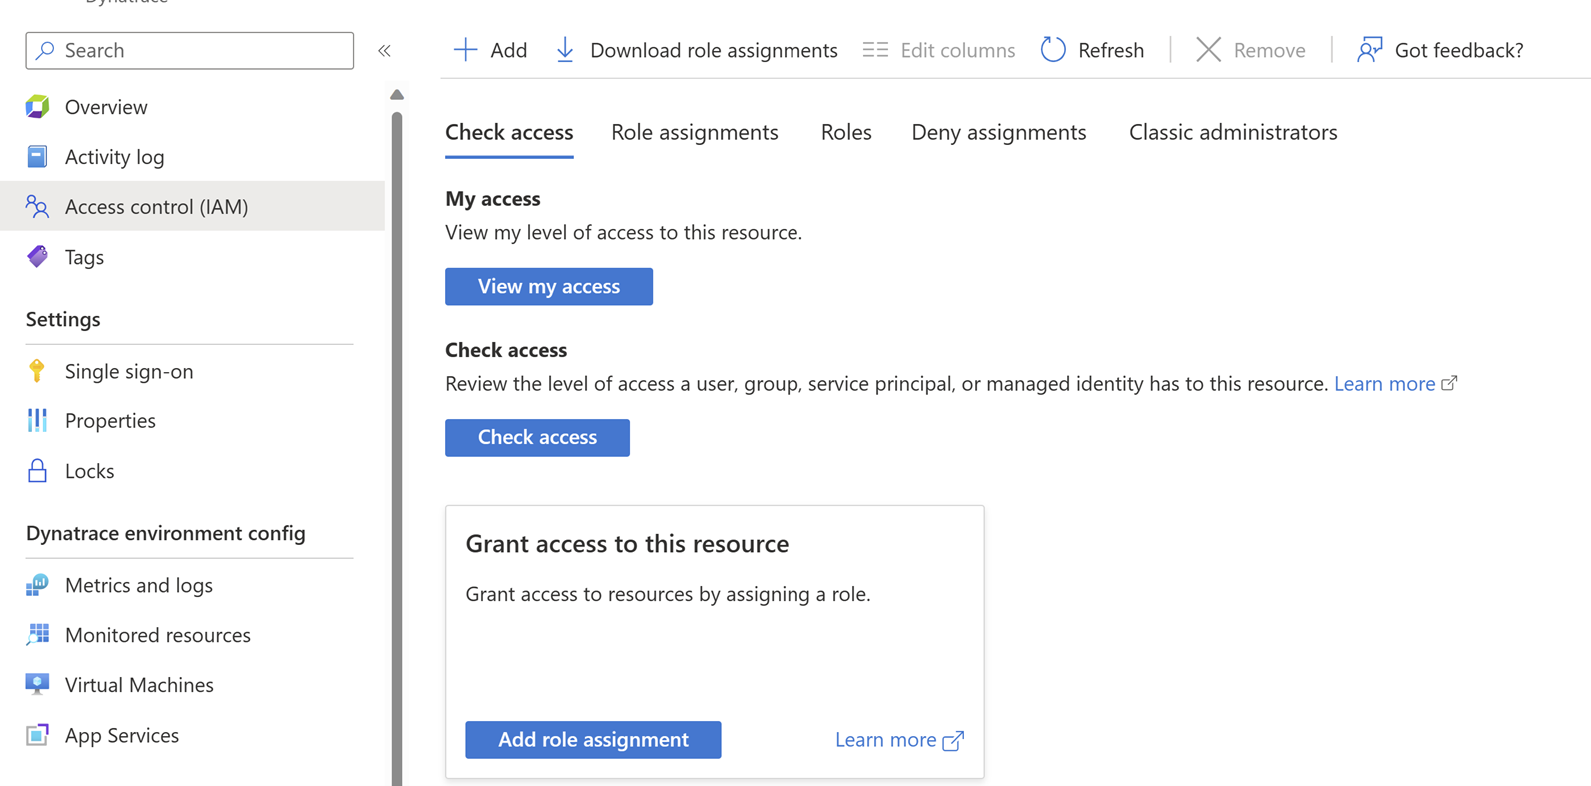 Dynatrace
Search
«
Overview
Activity log
Access control (IAM)
Tags
Settings
Single sign-on
Properties
Locks
Dynatrace environment config
Metrics and logs
Monitored resources
Virtual Machines
App Services
Add
Download role assignments
Edit columns
Refresh
Remove
Got feedback?
Check access
Role assignments
Roles
Deny assignments
Classic administrators
My access
View my level of access to this resource.
View my access
Check access
Review the level of access a user, group, service principal, or managed identity has to this resource. Learn more
Check access
Grant access to this resource
Grant access to resources by assigning a role.
Add role assignment
Learn more